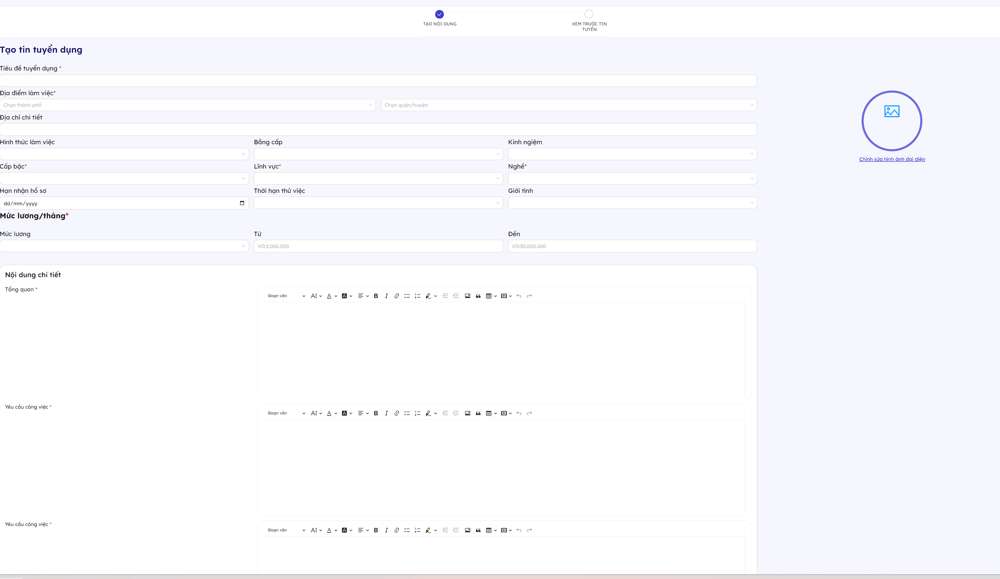 TẠO NỘI DUNG
XEM TRƯỚC TIN
TUYỂN
Tạo tin tuyển dụng
Tiêu đề tuyển dụng *
Địa điểm làm việc*
Chọn thành phố
Chọn quận/huyện
Địa chỉ chi tiết
Chỉnh sửa hình ảnh đại diện
Hình thức làm việc
Bằng cấp
Kinh ngiệm
Cấp bậc*
Lĩnh vực*
Nghề*
Hạn nhận hồ sơ
Thời hạn thử việc
Giới tính
dd/mm/yyyy
Mức lương/tháng*
Mức lương
Từ
Đến
VD:2.000.000
VD:30.000.000
Nội dung chi tiết
Tổng quan *
Đoạn văn
Yêu cầu công việc *
Đoạn văn
Yêu cầu công việc *
Đoạn văn